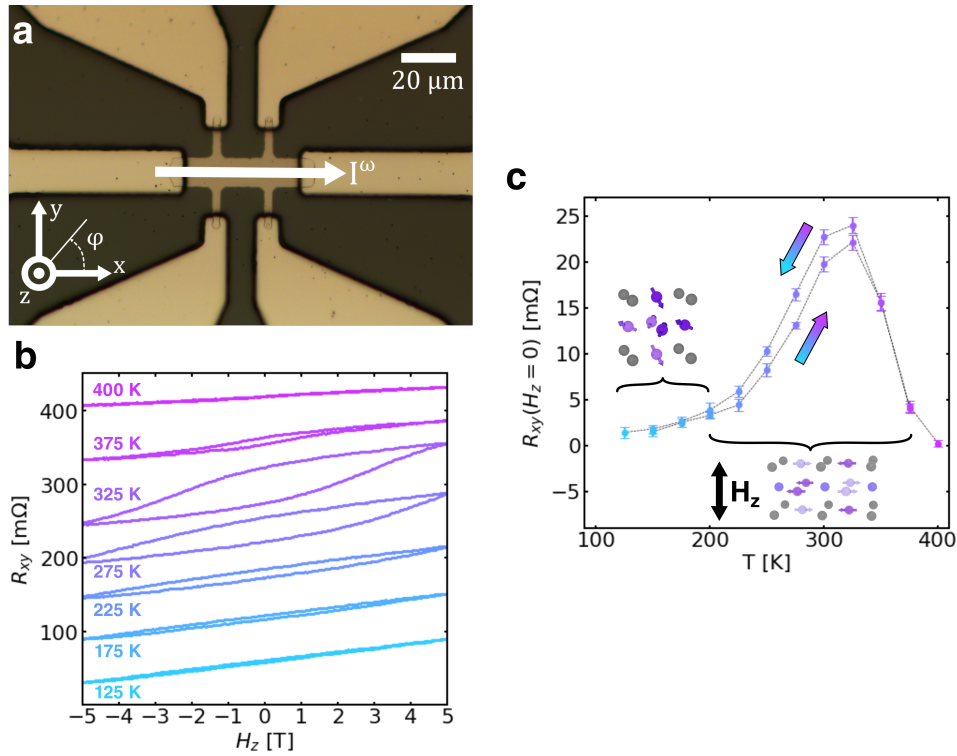 a
20 μm
I^ω
y
φ
x
z
b
400 K
375 K
325 K
275 K
225 K
175 K
125 K
400
300
200
100
R_xy [mΩ]
−5 −4 −3 −2 −1 0 1 2 3 4 5
H_z [T]
c
25
20
15
10
5
0
−5
R_xy(H_z = 0) [mΩ]
H_z
100 200 300 400
T [K]